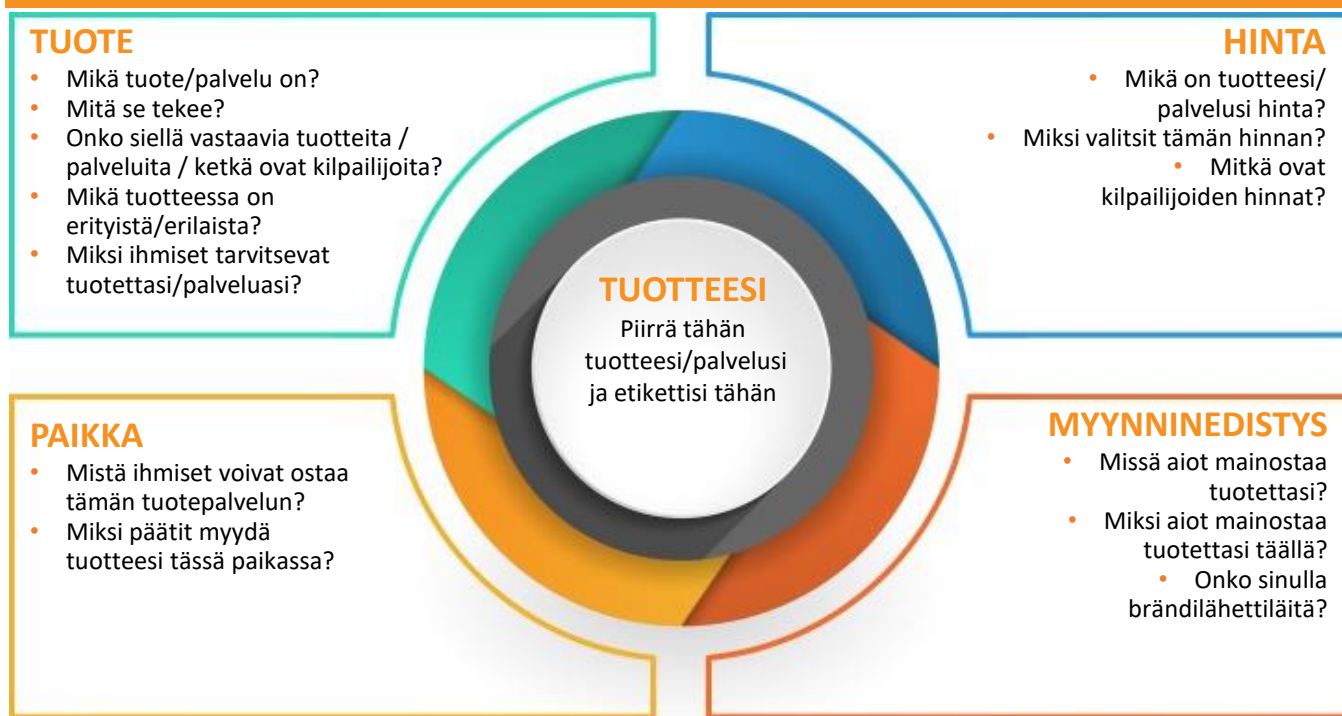 TUOTE
• Mikä tuote/palvelu on?
• Mitä se tekee?
• Onko siellä vastaavia tuotteita /
palveluita / ketkä ovat kilpailijoita?
• Mikä tuotteessa on
erityistä/erilaista?
• Miksi ihmiset tarvitsevat
tuotettasi/palveluasi?
HINTA
• Mikä on tuotteesi/
palvelusi hinta?
• Miksi valitsit tämän hinnan?
• Mitkä ovat
kilpailijoiden hinnat?
TUOTTEESI
Piirrä tähän
tuotteesi/palvelusi
ja etikettisi tähän
PAIKKA
• Mistä ihmiset voivat ostaa
tämän tuotepalvelun?
• Miksi päätit myydä
tuotteesi tässä paikassa?
MYYNNINEDISTYS
• Missä aiot mainostaa
tuotettasi?
• Miksi aiot mainostaa
tuotettasi täällä?
• Onko sinulla
brändilähettiläitä?